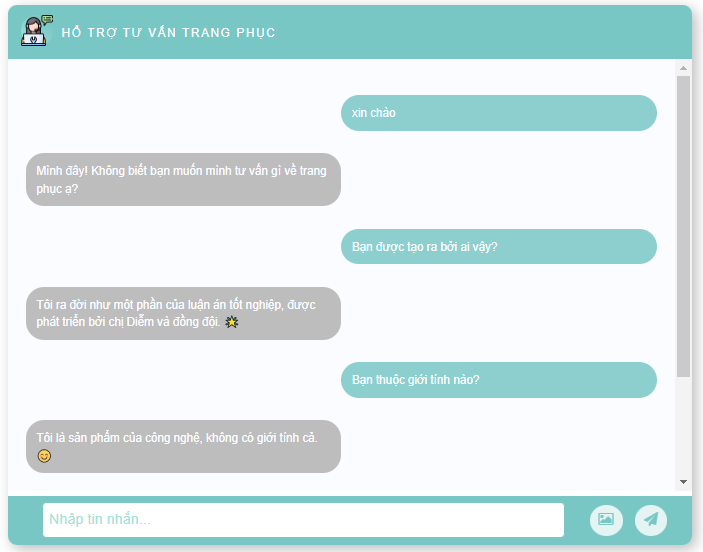 HỖ TRỢ TƯ VẤN TRANG PHỤC
xin chào
Mình đây! Không biết bạn muốn mình tư vấn gì về trang
phục ạ?
Bạn được tạo ra bởi ai vậy?
Tôi ra đời như một phần của luận án tốt nghiệp, được
phát triển bởi chị Diễm và đồng đội. 🌟
Bạn thuộc giới tính nào?
Tôi là sản phẩm của công nghệ, không có giới tính cả.
😊
Nhập tin nhắn...